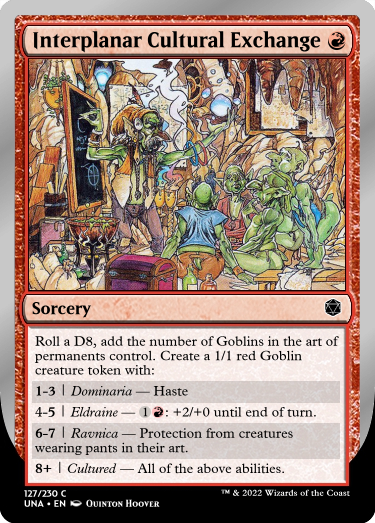 Interplanar Cultural Exchange
Sorcery
Roll a D8, add the number of Goblins in the art of
permanents control. Create a 1/1 red Goblin
creature token with:
1-3 | Dominaria — Haste
4-5 | Eldraine — 1R: +2/+0 until end of turn.
6-7 | Ravnica — Protection from creatures
wearing pants in their art.
8+ | Cultured — All of the above abilities.
127/230 C
UNA • EN Quinton Hoover
™ & 2022 Wizards of the Coast